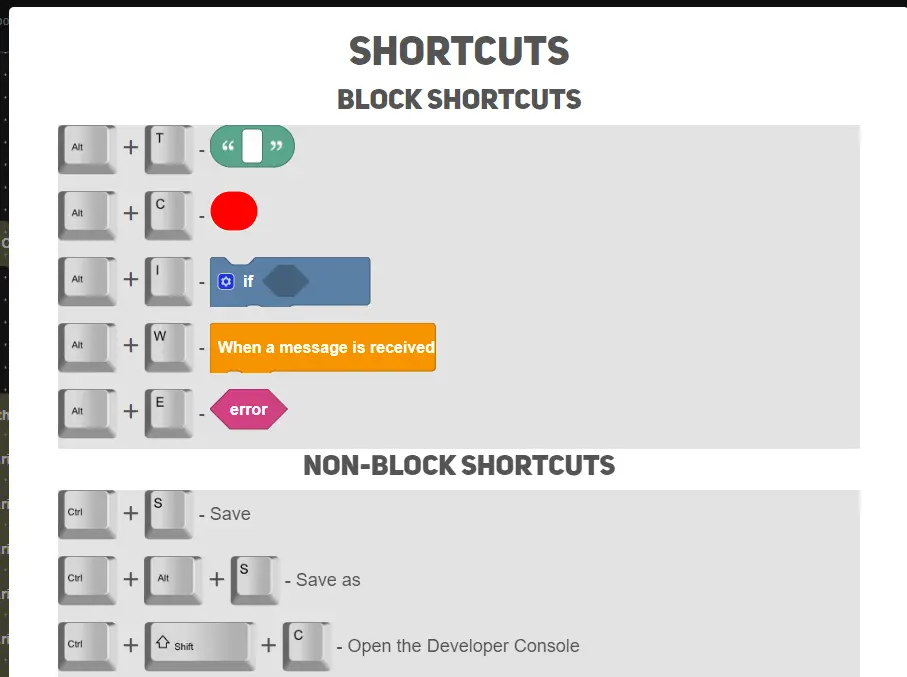 SHORTCUTS
BLOCK SHORTCUTS
Alt + T - “ ”
Alt + C -
Alt + I - if
Alt + W - When a message is received
Alt + E - error
NON-BLOCK SHORTCUTS
Ctrl + S - Save
Ctrl + Alt + S - Save as
Ctrl + Shift + C - Open the Developer Console